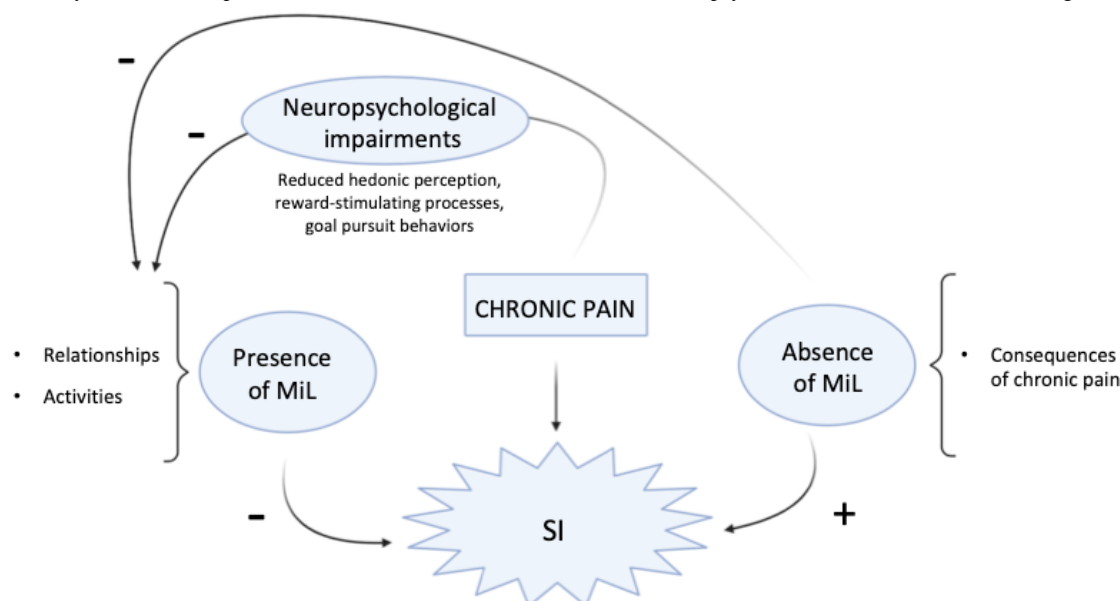 -
-
Neuropsychological
impairments
Reduced hedonic perception,
reward-stimulating processes,
goal pursuit behaviors
CHRONIC PAIN
• Relationships
• Activities
Presence
of MiL
Absence
of MiL
• Consequences
of chronic pain
-
SI
+